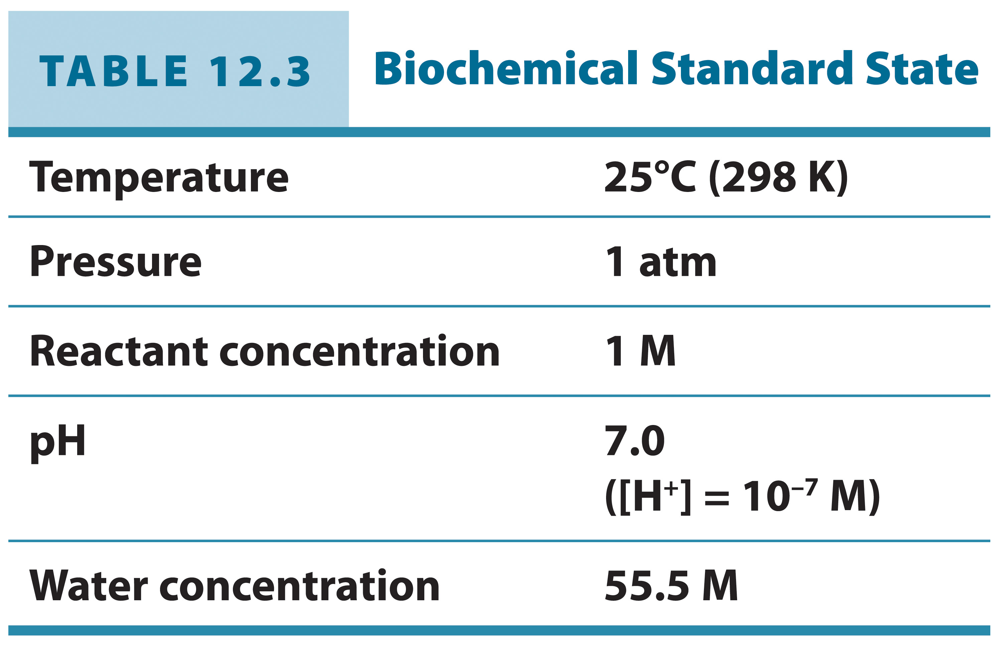 TABLE 12.3 Biochemical Standard State
Temperature 25°C (298 K)
Pressure 1 atm
Reactant concentration 1 M
pH 7.0
([H⁺] = 10⁻⁷ M)
Water concentration 55.5 M